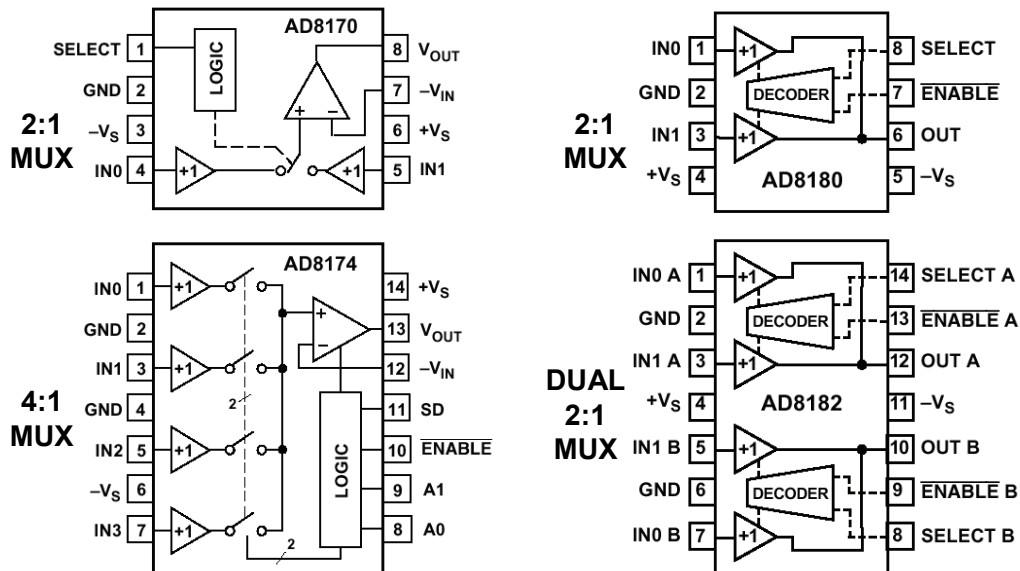 AD8170
SELECT 1
LOGIC
8 VOUT
GND 2
7 –VIN
+ –
2:1
MUX
–VS 3
6 +VS
IN0 4
+1
+1
5 IN1
AD8180
IN0 1
+1
8 SELECT
GND 2
DECODER
7 ENABLE
2:1
MUX
IN1 3
+1
6 OUT
+VS 4
5 –VS
AD8174
IN0 1
+1
14 +VS
GND 2
+
–
13 VOUT
IN1 3
+1
12 –VIN
4:1
MUX
GND 4
2
11 SD
IN2 5
+1
LOGIC
10 ENABLE
–VS 6
9 A1
IN3 7
+1
8 A0
2
IN0 A 1
+1
14 SELECT A
GND 2
DECODER
13 ENABLE A
IN1 A 3
+1
12 OUT A
DUAL
2:1
MUX
+VS 4
AD8182
11 –VS
IN1 B 5
+1
10 OUT B
GND 6
DECODER
9 ENABLE B
IN0 B 7
+1
8 SELECT B